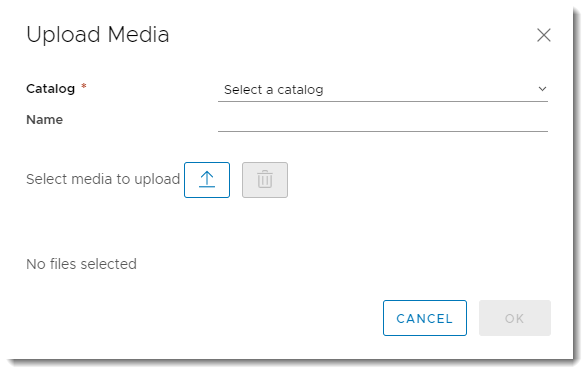 Upload Media
Catalog * Select a catalog
Name
Select media to upload
No files selected
CANCEL OK